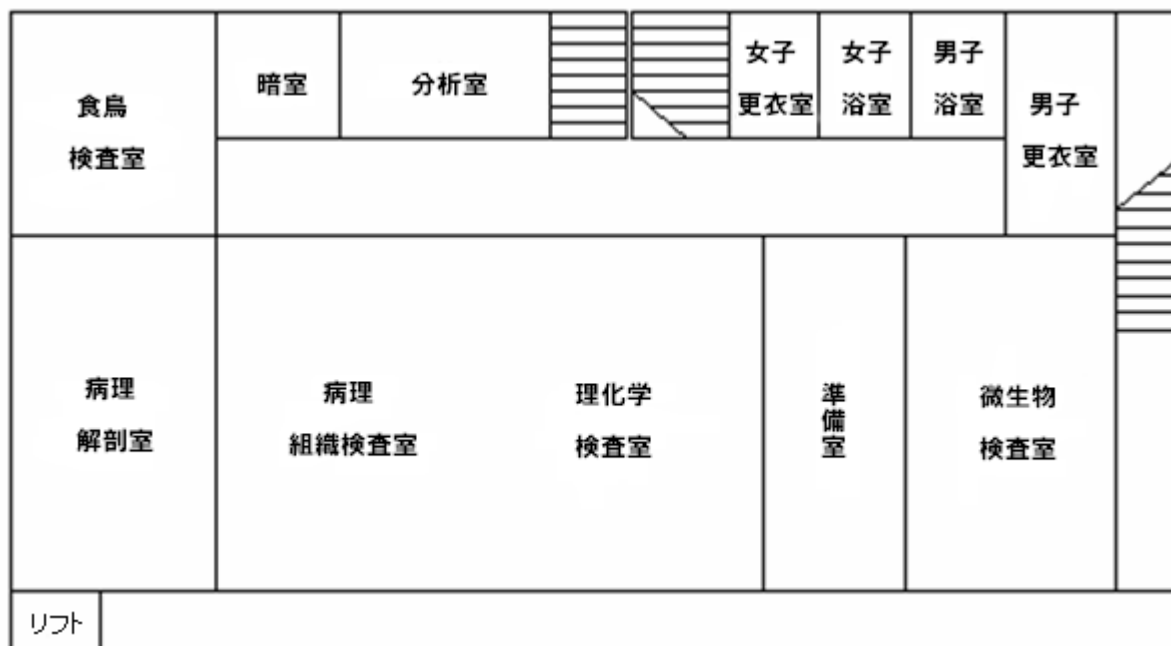 食鳥
検査室
暗室
分析室
女子
更衣室
女子
浴室
男子
浴室
男子
更衣室
病理
解剖室
病理
組織検査室
理化学
検査室
準備室
微生物
検査室
リフト